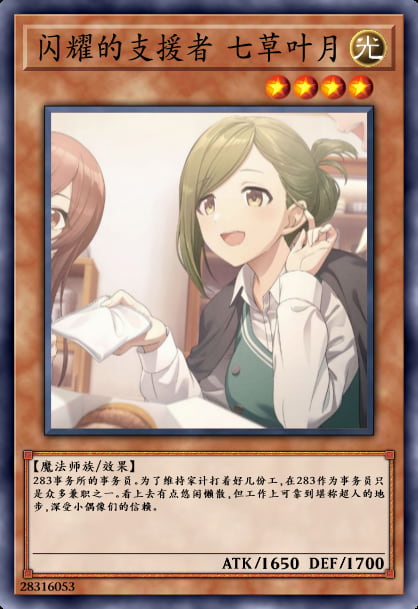 闪耀的支援者 七草叶月
光
【魔法师族/效果】
283事务所的事务员。为了维持家计打着好几份工,在283作为事务员只
是众多兼职之一。看上去有点悠闲懒散,但工作上可靠到堪称超人的地
步,深受小偶像们的信赖。
ATK/1650 DEF/1700
28316053